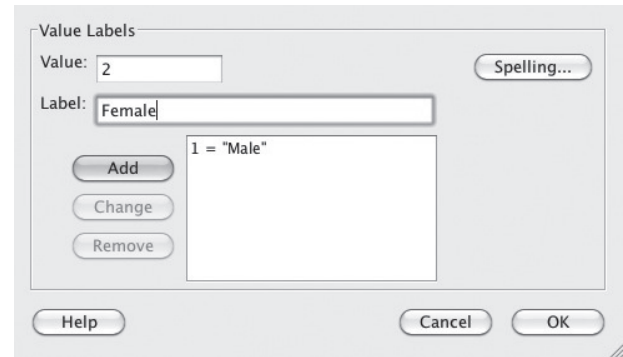 Value Labels
Value: 2
Spelling...
Label: Female
1 = "Male"
Add
Change
Remove
Help
Cancel
OK